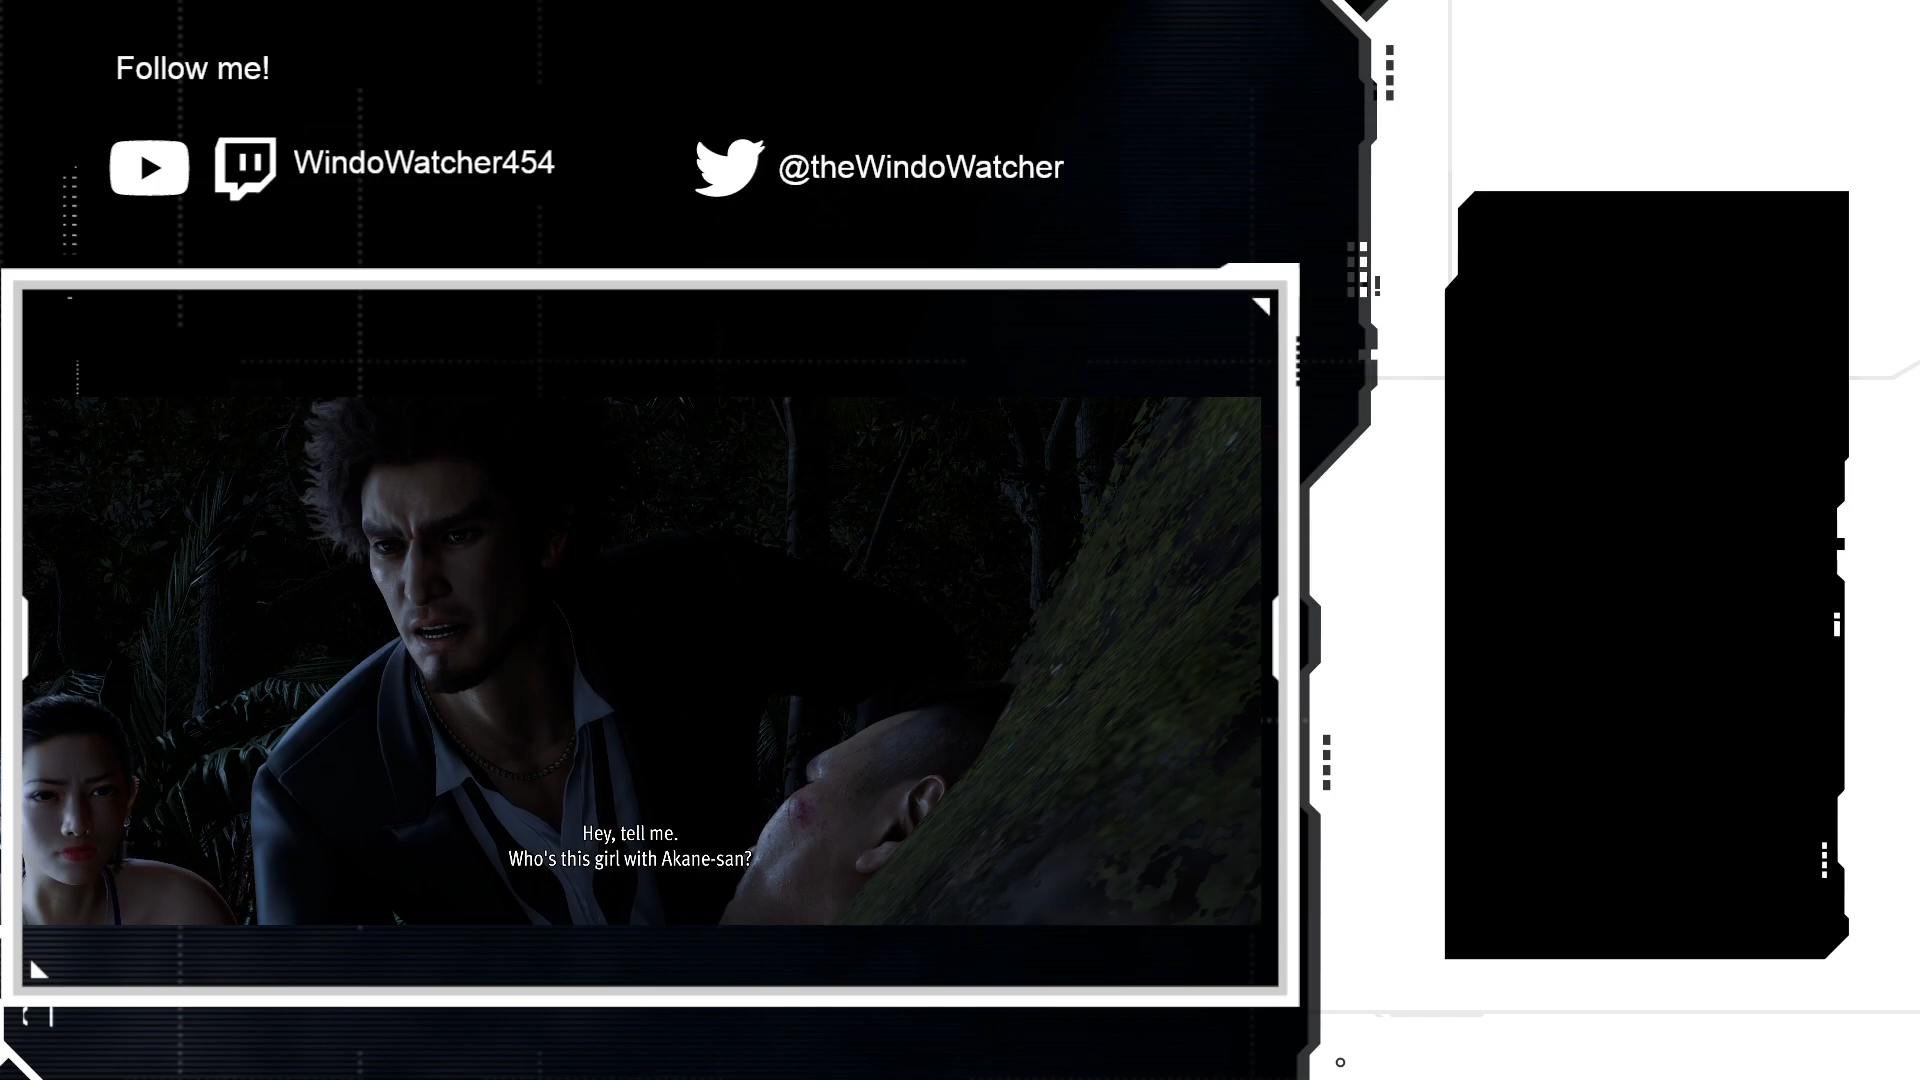 Follow me!
WindoWatcher454
@theWindoWatcher
Hey, tell me.
Who's this girl with Akane-san?